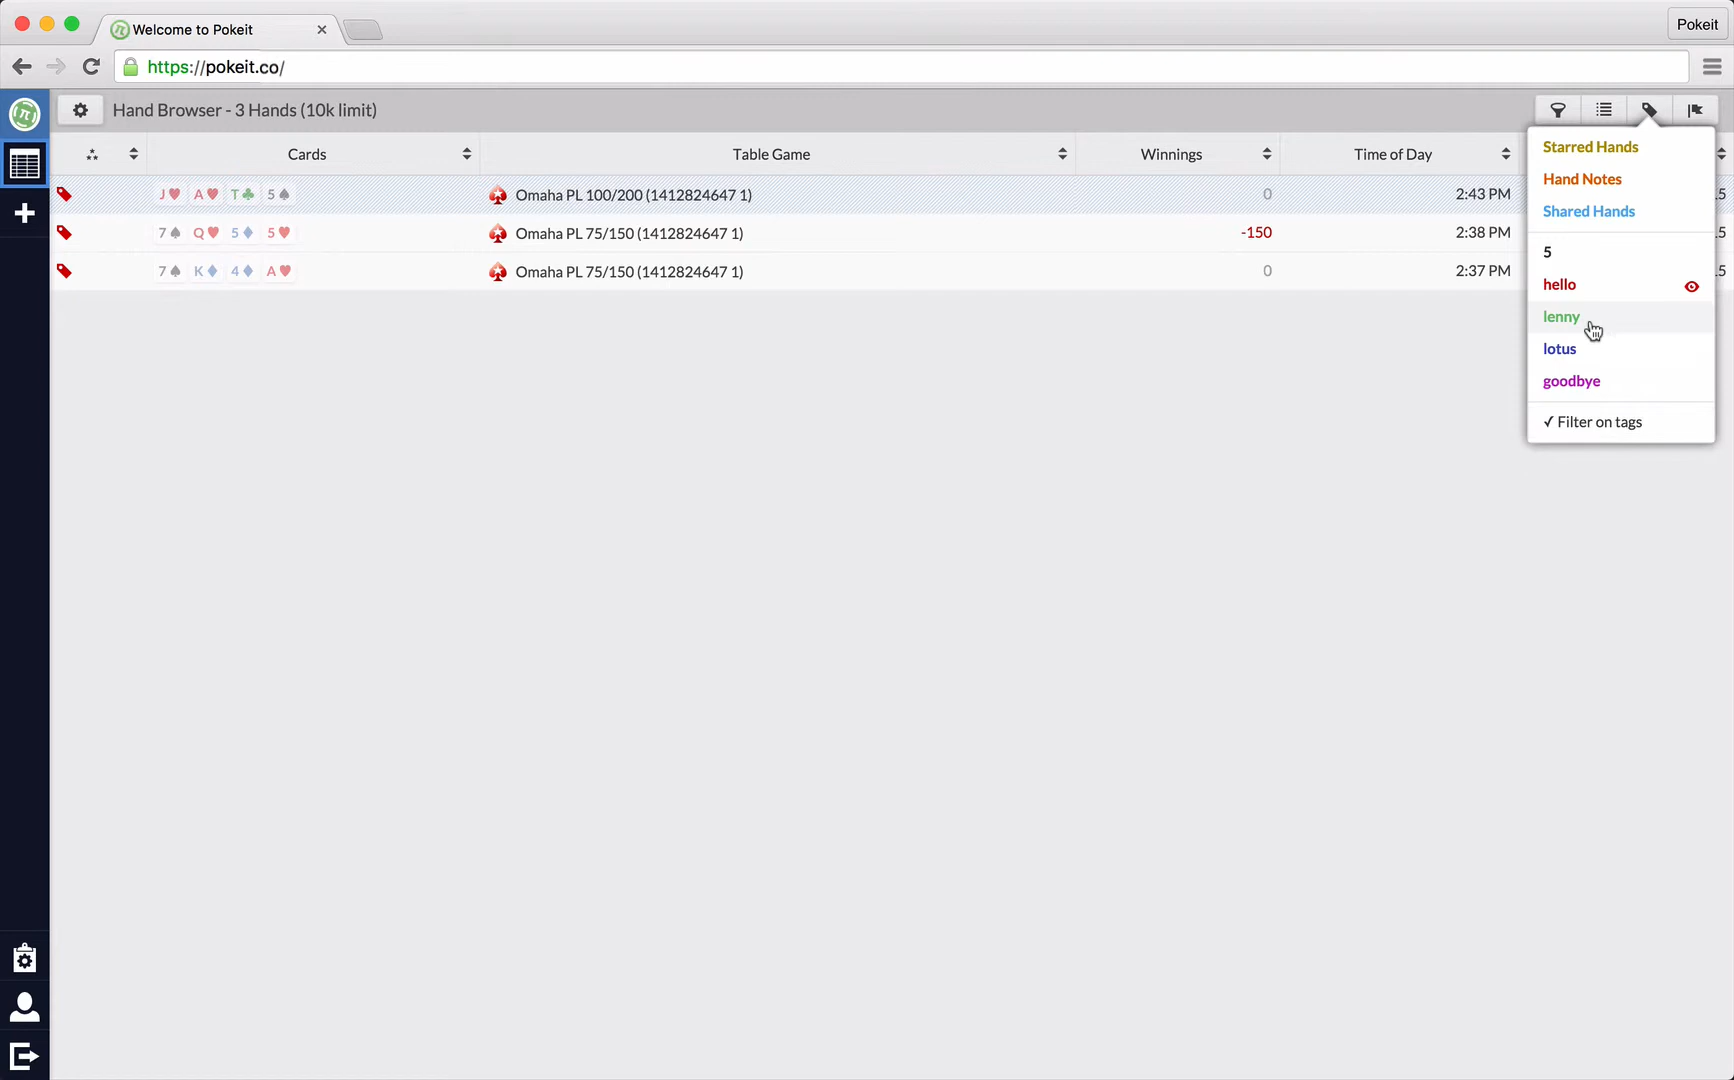 Welcome to Pokeit
Pokeit
https://pokeit.co/
Hand Browser - 3 Hands (10k limit)
Cards Table Game Winnings Time of Day
J♥ A♥ T♣ 5♠ Omaha PL 100/200 (1412824647 1) 0 2:43 PM
7♠ Q♥ 5♦ 5♥ Omaha PL 75/150 (1412824647 1) -150 2:38 PM
7♠ K♦ 4♦ A♥ Omaha PL 75/150 (1412824647 1) 0 2:37 PM
Starred Hands
Hand Notes
Shared Hands
5
hello
lenny
lotus
goodbye
✓ Filter on tags